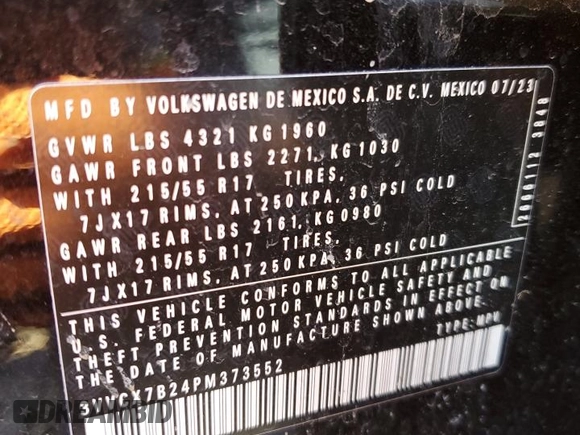 MFD BY VOLKSWAGEN DE MEXICO S.A. DE C.V. MEXICO 07/23
GVWR LBS 4321 KG 1960
GAWR FRONT LBS 2271, KG 1030
WITH 215/55 R17 TIRES,
7JX17 RIMS, AT 250 KPA, 36 PSI COLD
GAWR REAR LBS 2161, KG 0980
WITH 215/55 R17 TIRES,
7JX17 RIMS, AT 250 KPA, 36 PSI COLD
THIS VEHICLE CONFORMS TO ALL APPLICABLE
U.S. FEDERAL MOTOR VEHICLE SAFETY AND
THEFT PREVENTION STANDARDS IN EFFECT ON
THE DATE OF MANUFACTURE SHOWN ABOVE.
3VVCX7B24PM373552
TYPE: MPV
DREAMBID